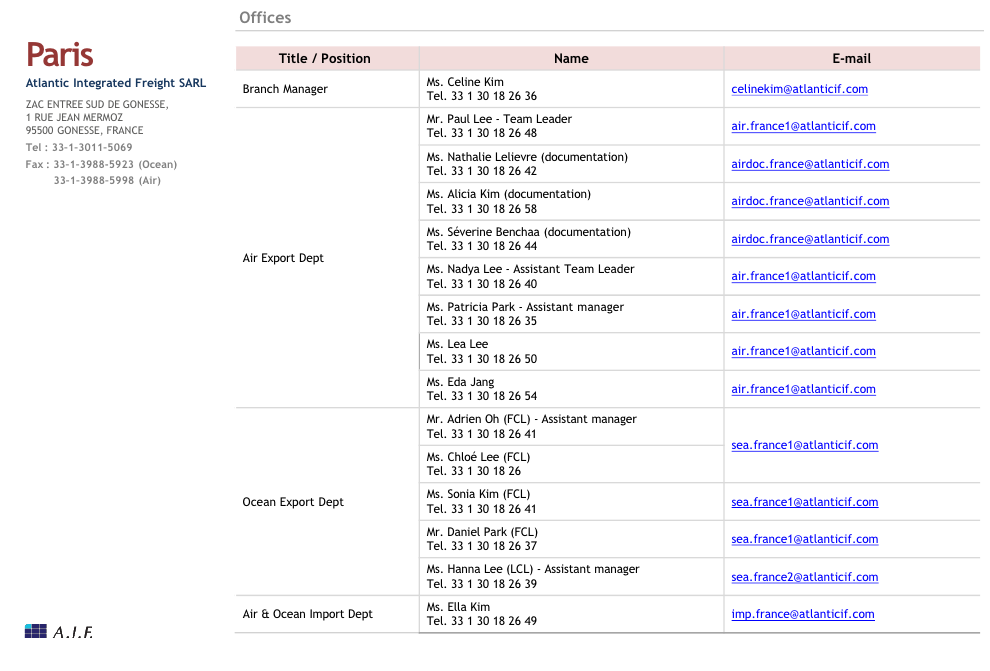 Offices
Paris
Atlantic Integrated Freight SARL
ZAC ENTREE SUD DE GONESSE,
1 RUE JEAN MERMOZ
95500 GONESSE, FRANCE
Tel : 33-1-3011-5069
Fax : 33-1-3988-5923 (Ocean)
33-1-3988-5998 (Air)
Title / Position Name E-mail
Branch Manager
Ms. Celine Kim
Tel. 33 1 30 18 26 36
celinekim@atlanticif.com
Air Export Dept
Mr. Paul Lee - Team Leader
Tel. 33 1 30 18 26 48
air.france1@atlanticif.com
Ms. Nathalie Lelievre (documentation)
Tel. 33 1 30 18 26 42
airdoc.france@atlanticif.com
Ms. Alicia Kim (documentation)
Tel. 33 1 30 18 26 58
airdoc.france@atlanticif.com
Ms. Séverine Benchaa (documentation)
Tel. 33 1 30 18 26 44
airdoc.france@atlanticif.com
Ms. Nadya Lee - Assistant Team Leader
Tel. 33 1 30 18 26 40
air.france1@atlanticif.com
Ms. Patricia Park - Assistant manager
Tel. 33 1 30 18 26 35
air.france1@atlanticif.com
Ms. Lea Lee
Tel. 33 1 30 18 26 50
air.france1@atlanticif.com
Ms. Eda Jang
Tel. 33 1 30 18 26 54
air.france1@atlanticif.com
Ocean Export Dept
Mr. Adrien Oh (FCL) - Assistant manager
Tel. 33 1 30 18 26 41
Ms. Chloé Lee (FCL)
Tel. 33 1 30 18 26
sea.france1@atlanticif.com
Ms. Sonia Kim (FCL)
Tel. 33 1 30 18 26 41
sea.france1@atlanticif.com
Mr. Daniel Park (FCL)
Tel. 33 1 30 18 26 37
sea.france1@atlanticif.com
Ms. Hanna Lee (LCL) - Assistant manager
Tel. 33 1 30 18 26 39
sea.france2@atlanticif.com
Air & Ocean Import Dept
Ms. Ella Kim
Tel. 33 1 30 18 26 49
imp.france@atlanticif.com
A.I.F.